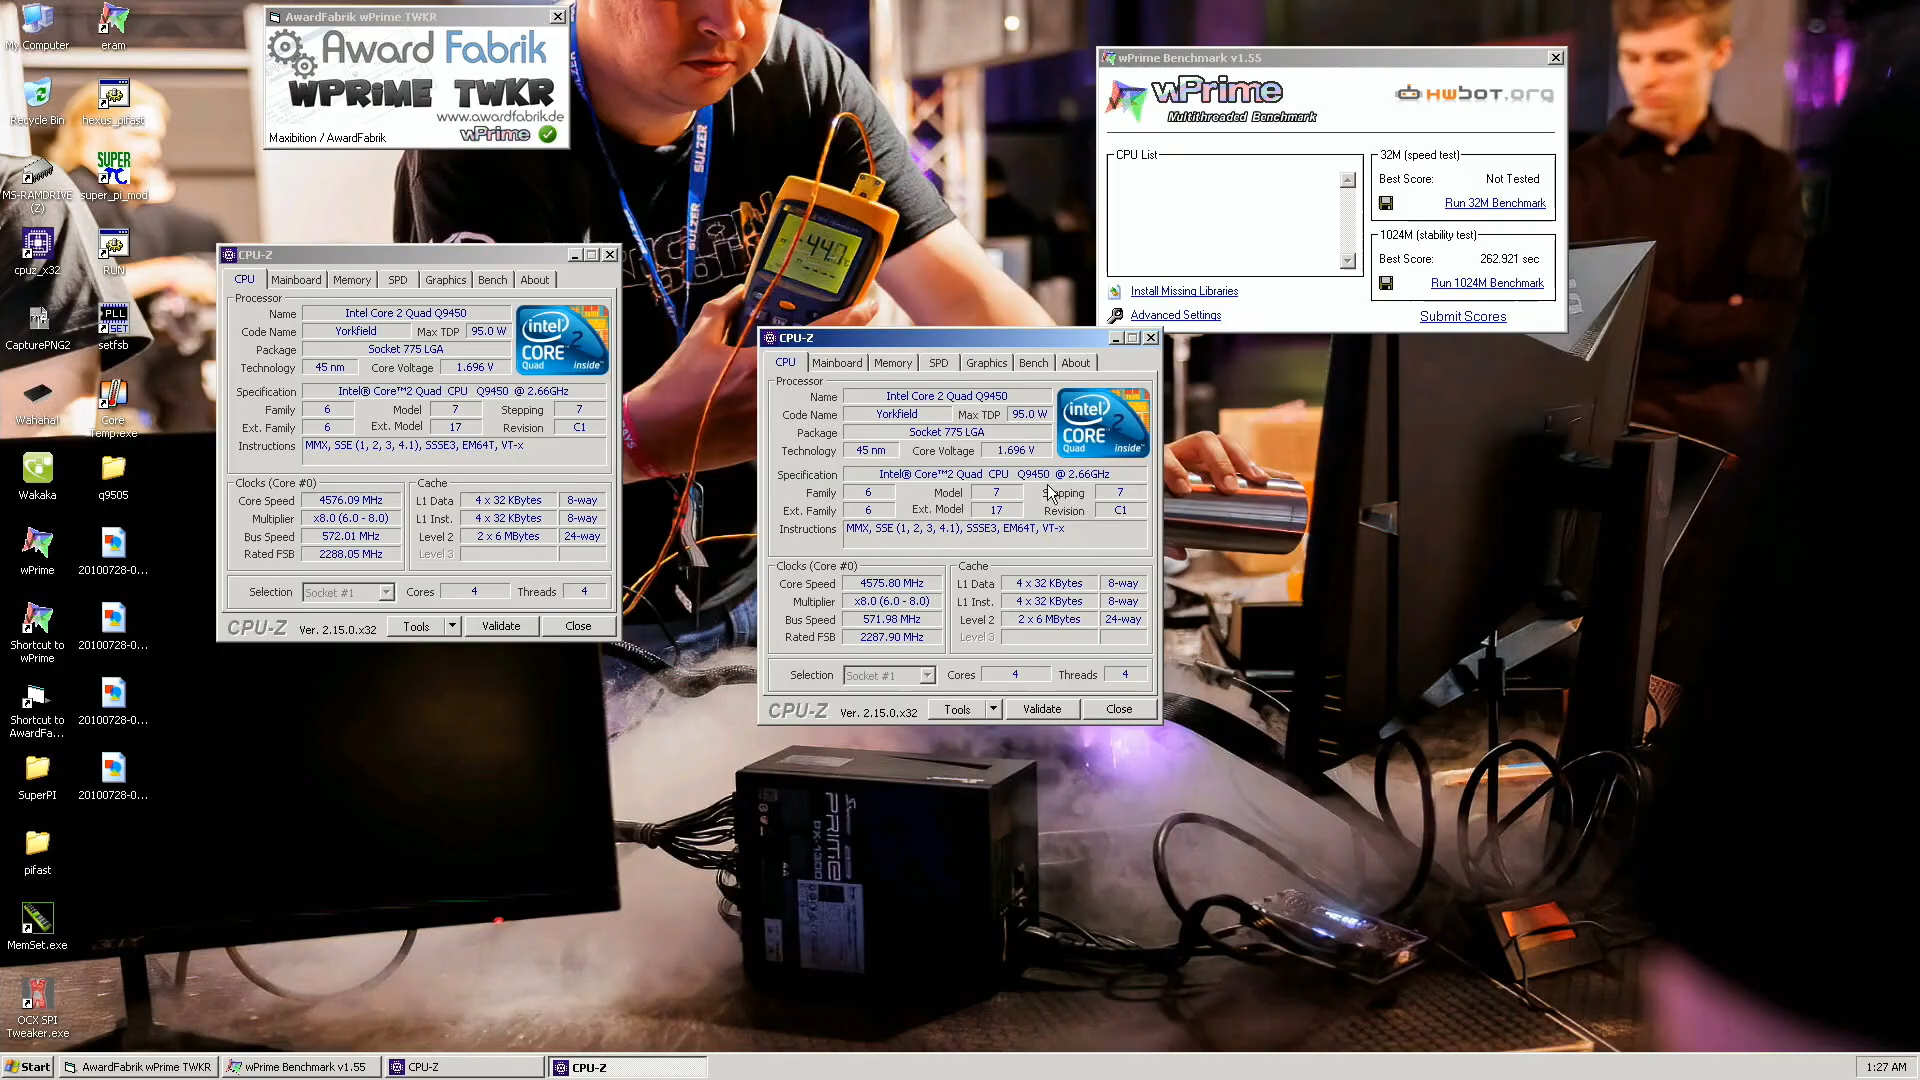 My Computer
eram
Recycle Bin
hexus_pifast
MS-RAMDRIVE (Z)
SUPER
super_pi_mod
cpuz_x32
RUN
CapturePNG2
PLL
SET
setfsb
Wahaha!
Core Temp.exe
Wakaka
q9505
wPrime
20100728-0...
Shortcut to wPrime
20100728-0...
Shortcut to AwardFa...
20100728-0...
SuperPI
20100728-0...
pifast
MemSet.exe
OCX SPI Tweaker.exe
AwardFabrik wPrime TWKR
Award Fabrik
WPRiME TWKR
www.awardfabrik.de
wPrime
Maxibition / AwardFabrik
SULZER
-44.0
CPU-Z
CPU Mainboard Memory SPD Graphics Bench About
Processor
Name Intel Core 2 Quad Q9450
Code Name Yorkfield Max TDP 95.0 W
Package Socket 775 LGA
Technology 45 nm Core Voltage 1.696 V
intel CORE 2 Quad inside™
Specification Intel® Core™2 Quad CPU Q9450 @ 2.66GHz
Family 6 Model 7 Stepping 7
Ext. Family 6 Ext. Model 17 Revision C1
Instructions MMX, SSE (1, 2, 3, 4.1), SSSE3, EM64T, VT-x
Clocks (Core #0) Cache
Core Speed 4576.09 MHz L1 Data 4 x 32 KBytes 8-way
Multiplier x8.0 (6.0 - 8.0) L1 Inst. 4 x 32 KBytes 8-way
Bus Speed 572.01 MHz Level 2 2 x 6 MBytes 24-way
Rated FSB 2288.05 MHz Level 3
Selection Socket #1 Cores 4 Threads 4
CPU-Z Ver. 2.15.0.x32 Tools Validate Close
CPU-Z
CPU Mainboard Memory SPD Graphics Bench About
Processor
Name Intel Core 2 Quad Q9450
Code Name Yorkfield Max TDP 95.0 W
Package Socket 775 LGA
Technology 45 nm Core Voltage 1.696 V
intel CORE 2 Quad inside™
Specification Intel® Core™2 Quad CPU Q9450 @ 2.66GHz
Family 6 Model 7 7
Ext. Family 6 Ext. Model 17 Revision C1
Instructions MMX, SSE (1, 2, 3, 4.1), SSSE3, EM64T, VT-x
Clocks (Core #0) Cache
Core Speed 4575.80 MHz L1 Data 4 x 32 KBytes 8-way
Multiplier x8.0 (6.0 - 8.0) L1 Inst. 4 x 32 KBytes 8-way
Bus Speed 571.98 MHz Level 2 2 x 6 MBytes 24-way
Rated FSB 2287.90 MHz Level 3
Selection Socket #1 Cores 4 Threads 4
CPU-Z Ver. 2.15.0.x32 Tools Validate Close
wPrime Benchmark v1.55
wPrime
Multithreaded Benchmark
HWBOT.ORG
CPU List
32M (speed test)
Best Score: Not Tested
Run 32M Benchmark
1024M (stability test)
Best Score: 262.921 sec
Run 1024M Benchmark
Install Missing Libraries
Advanced Settings
Submit Scores
PRIME
Start
AwardFabrik wPrime TWKR
wPrime Benchmark v1.55
CPU-Z
CPU-Z
1:27 AM